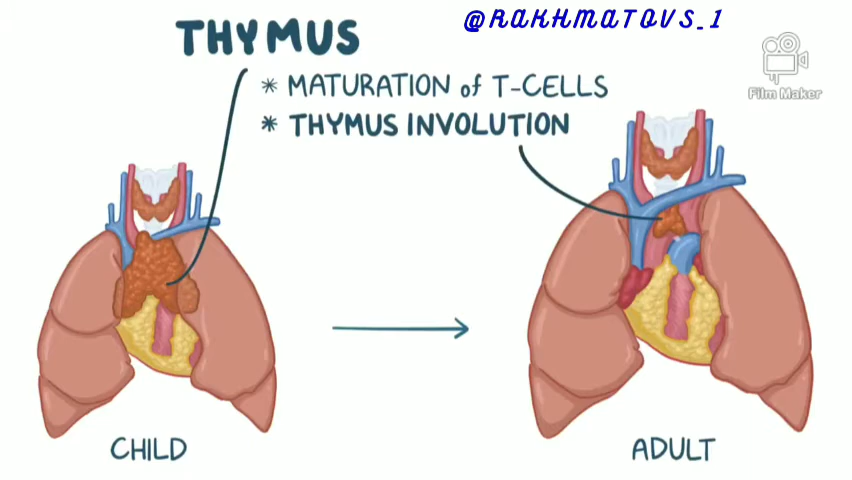 @RAKHMATOVS_1
THYMUS
* MATURATION of T-CELLS
* THYMUS INVOLUTION
Film Maker
CHILD
ADULT